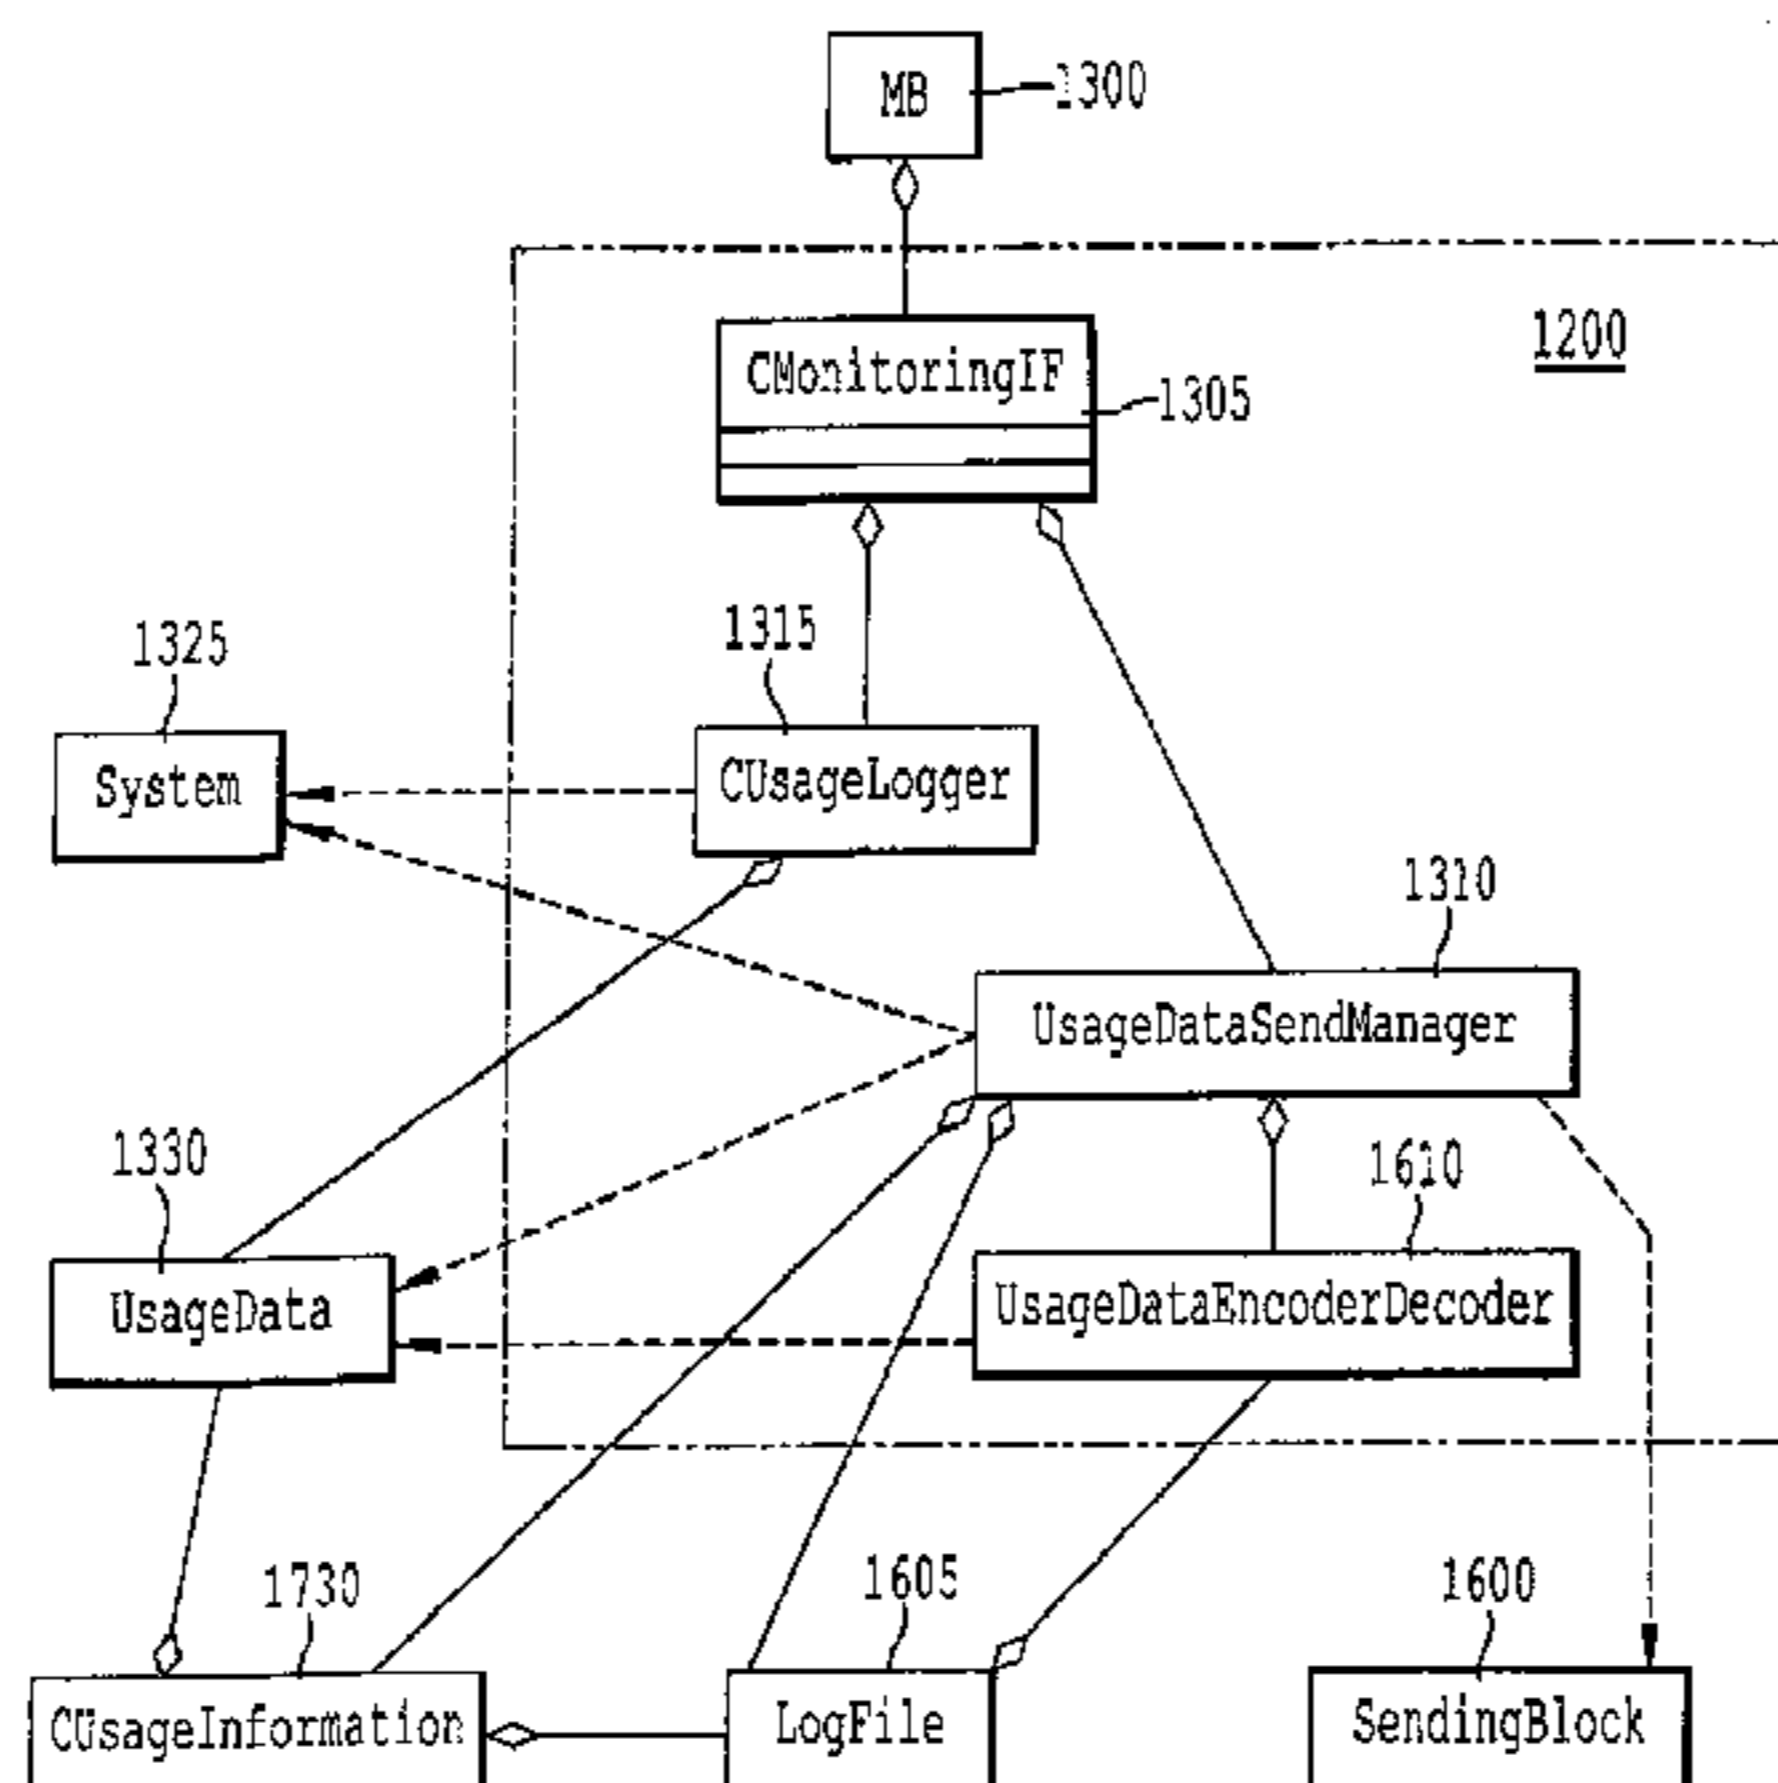 MB
1300
1200
CMonitoringIF
1305
1315
1325
System
CUsageLogger
1310
UsageDataSendManager
1330
1610
UsageData
UsageDataEncoderDecoder
1730
1605
1600
CUsageInformation
LogFile
SendingBlock